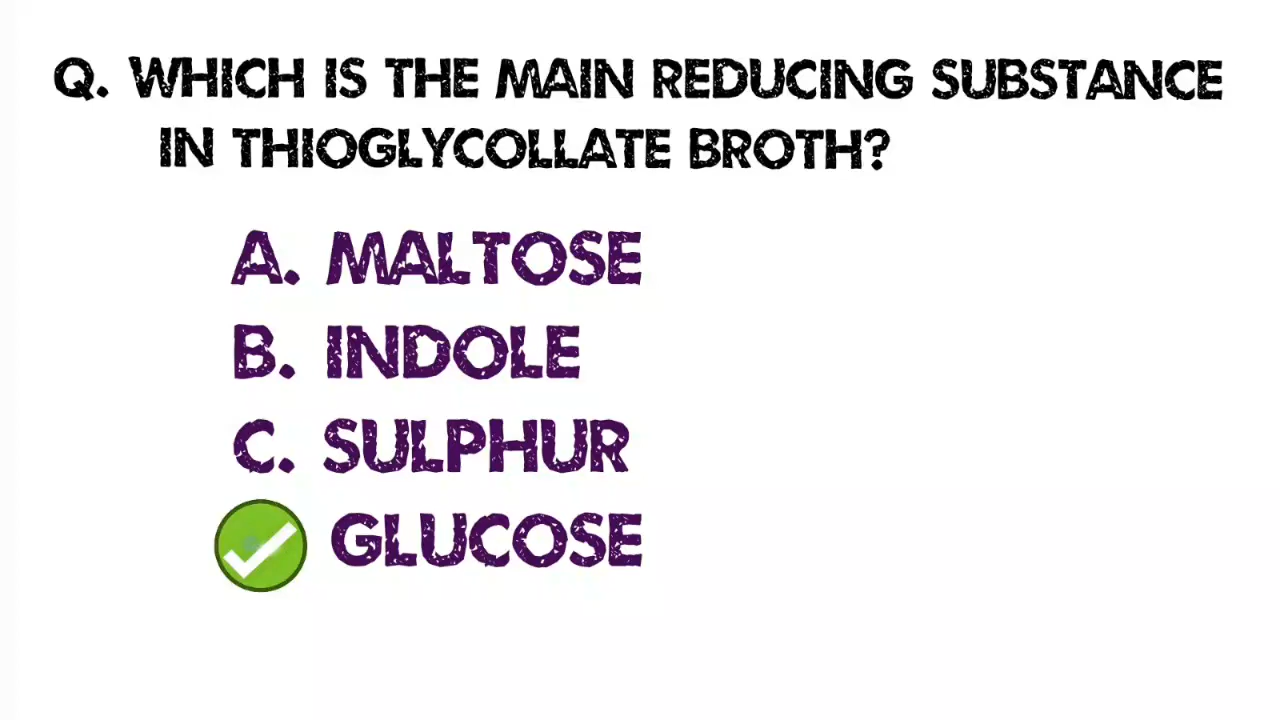 Q. WHICH IS THE MAIN REDUCING SUBSTANCE
IN THIOGLYCOLLATE BROTH?
A. MALTOSE
B. INDOLE
C. SULPHUR
GLUCOSE